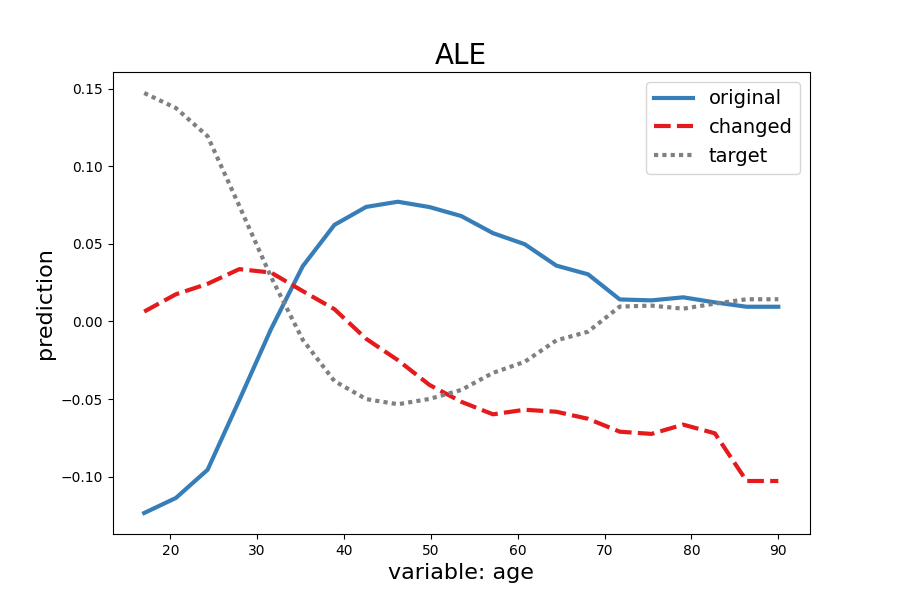 ALE
original
changed
target
prediction
0.15
0.10
0.05
0.00
−0.05
−0.10
20 30 40 50 60 70 80 90
variable: age